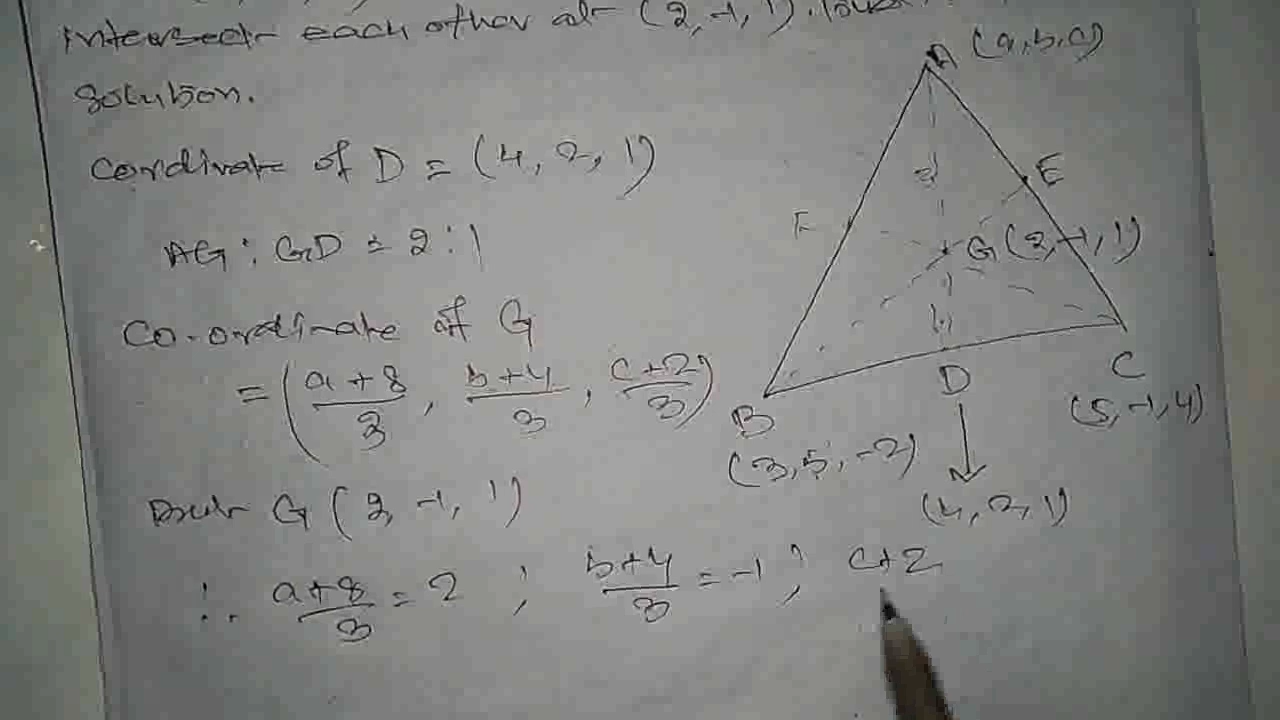 intersect each other at (2,-1,1).
solution.
Cordinate of D = (4, 2, 1)
AG : GD = 2 : 1
Co-ordinate of G
= (a+8/3, b+4/3, c+2/3)
But G (2, -1, 1)
∴ a+8/3 = 2 ; b+4/3 = -1 ; c+2
A (a,b,c)
E
F
2
G (2,-1,1)
1
B
(3,5,-2)
D
(4,2,1)
C
(5,-1,4)